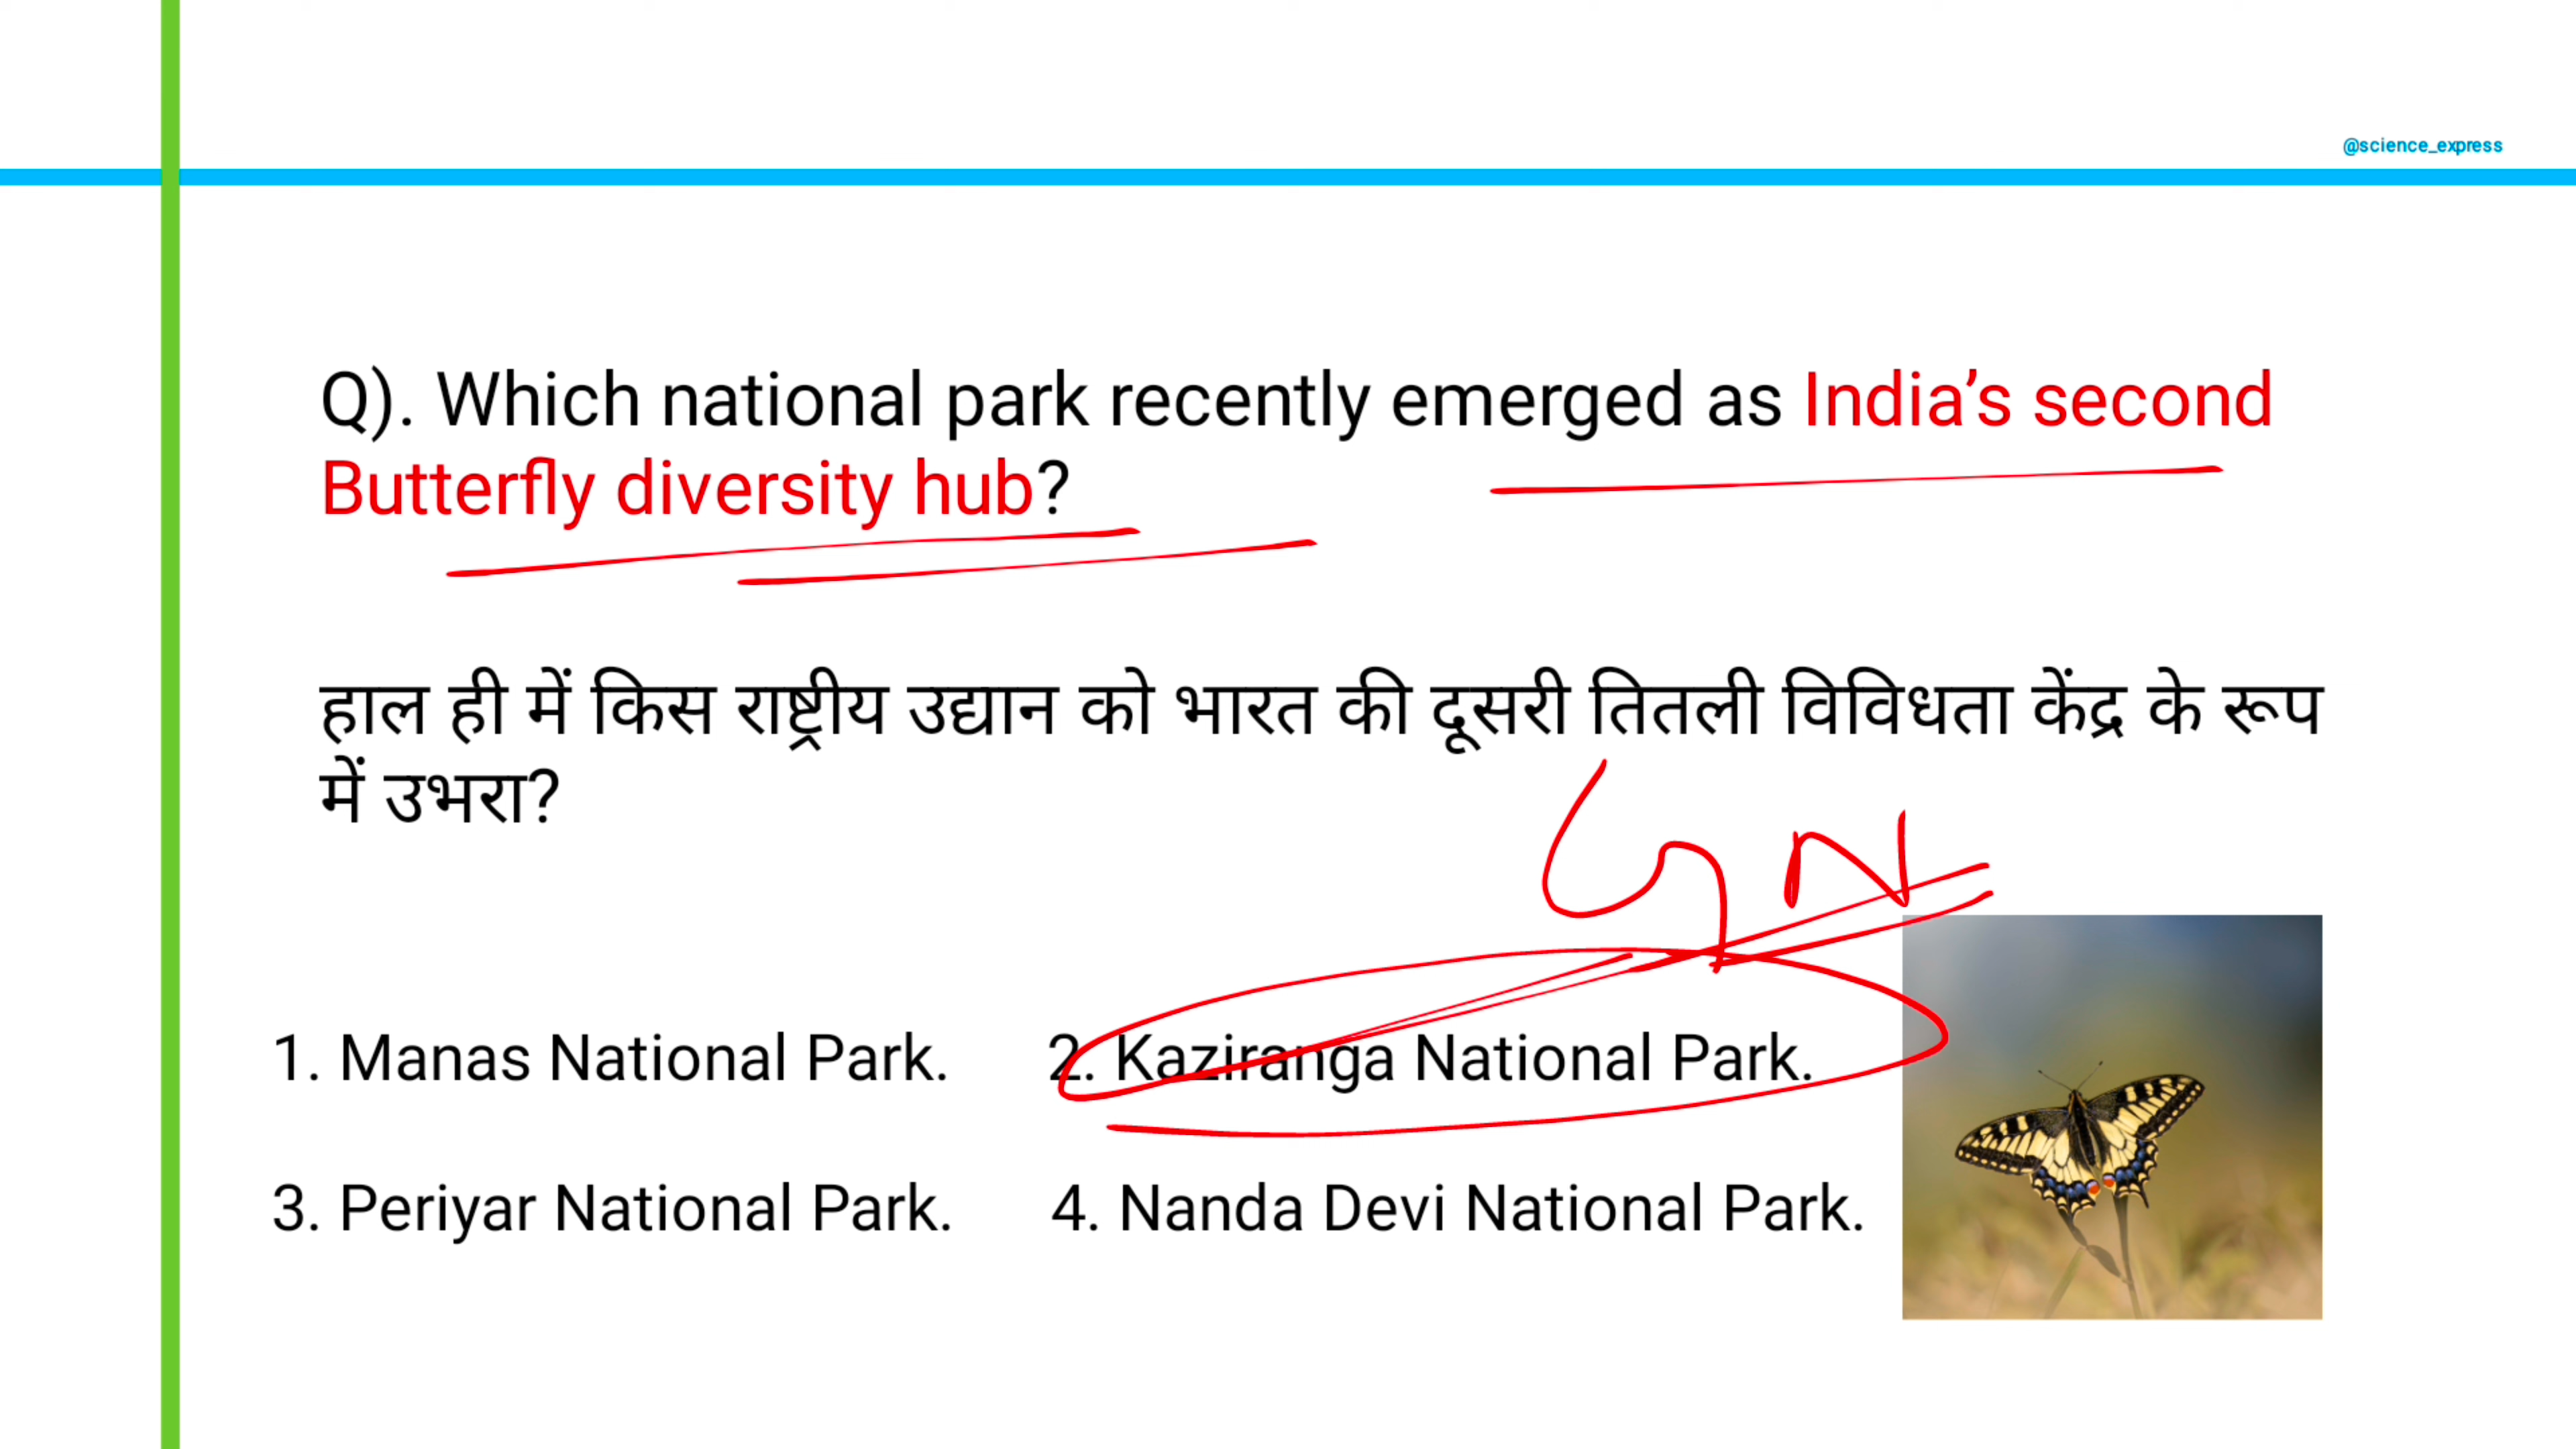 @science_express
Q). Which national park recently emerged as India’s second
Butterfly diversity hub?
हाल ही में किस राष्ट्रीय उद्यान को भारत की दूसरी तितली विविधता केंद्र के रूप
में उभरा?
GN
1. Manas National Park. 2. Kaziranga National Park.
3. Periyar National Park. 4. Nanda Devi National Park.